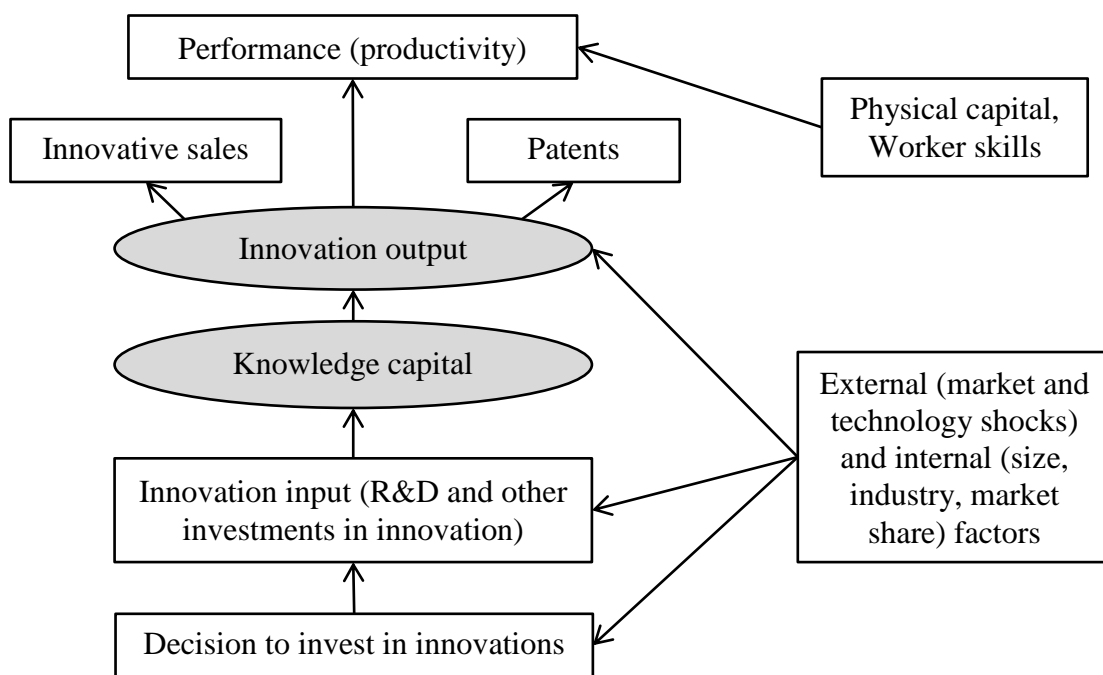 Performance (productivity)
Physical capital,
Worker skills
Innovative sales
Patents
Innovation output
Knowledge capital
External (market and
technology shocks)
and internal (size,
industry, market
share) factors
Innovation input (R&D and other
investments in innovation)
Decision to invest in innovations